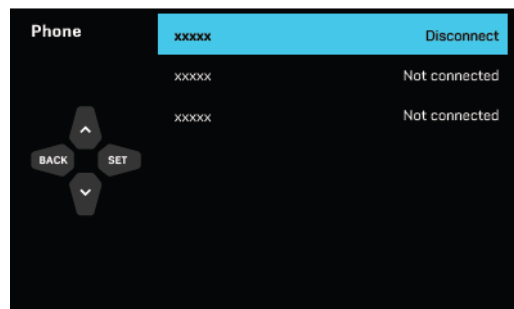 Phone
xxxxx Disconnect
xxxxx Not connected
xxxxx Not connected
BACK SET